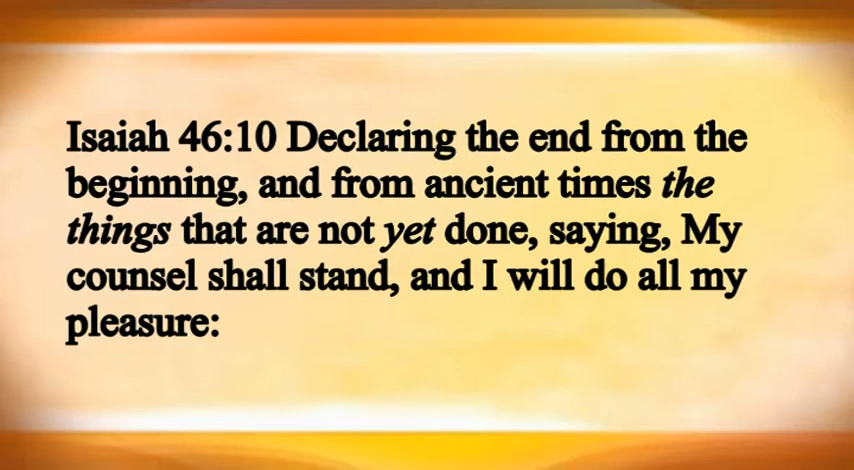 Isaiah 46:10 Declaring the end from the
beginning, and from ancient times the
things that are not yet done, saying, My
counsel shall stand, and I will do all my
pleasure: